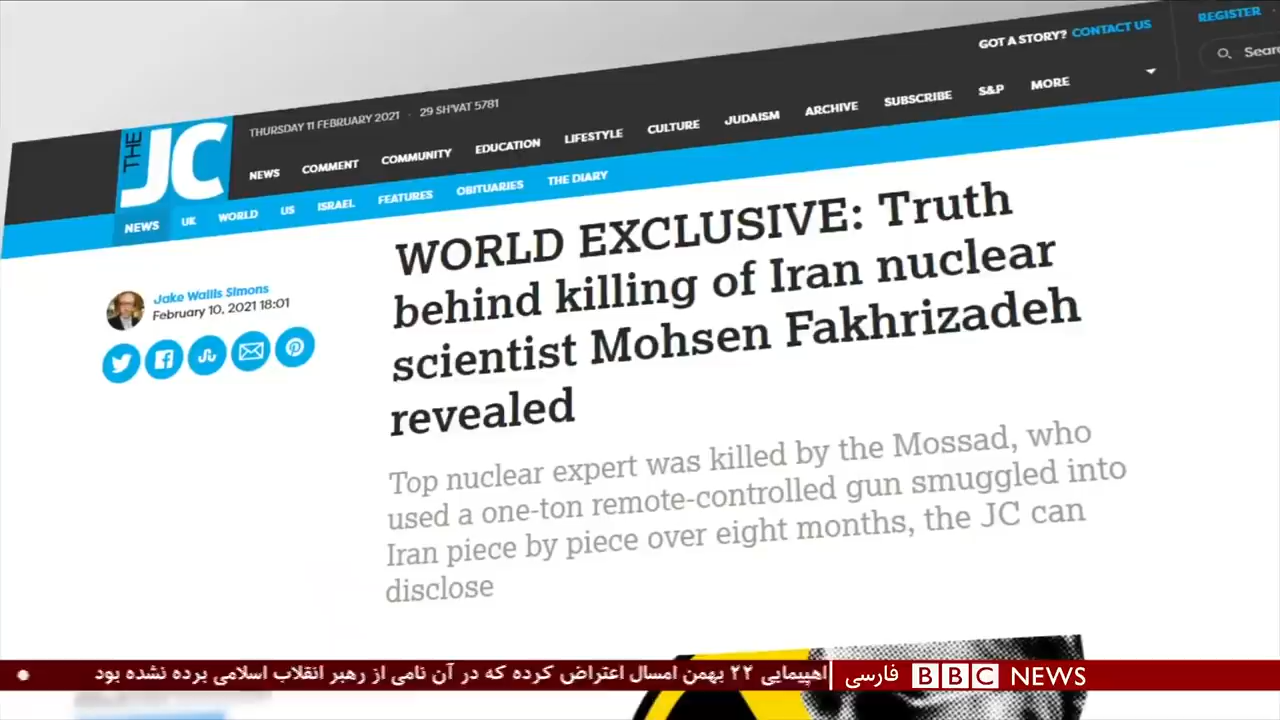 GOT A STORY? CONTACT US
REGISTER
THURSDAY 11 FEBRUARY 2021 · 29 SH'VAT 5781
THE JC
NEWS COMMENT COMMUNITY EDUCATION LIFESTYLE CULTURE JUDAISM ARCHIVE SUBSCRIBE S&P MORE
NEWS UK WORLD US ISRAEL FEATURES OBITUARIES THE DIARY
WORLD EXCLUSIVE: Truth
behind killing of Iran nuclear
scientist Mohsen Fakhrizadeh
revealed
Jake Wallis Simons
February 10, 2021 18:01
Top nuclear expert was killed by the Mossad, who
used a one-ton remote-controlled gun smuggled into
Iran piece by piece over eight months, the JC can
disclose
اهپیمایی ۲۲ بهمن امسال اعتراض کرده که در آن نامی از رهبر انقلاب اسلامی برده نشده بود
BBC NEWS فارسی